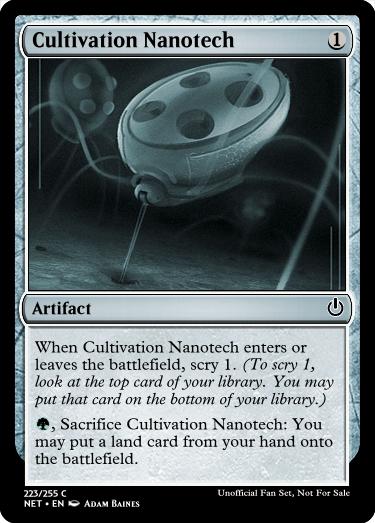 Cultivation Nanotech 1
Artifact
When Cultivation Nanotech enters or
leaves the battlefield, scry 1. (To scry 1,
look at the top card of your library. You may
put that card on the bottom of your library.)
, Sacrifice Cultivation Nanotech: You
may put a land card from your hand onto
the battlefield.
223/255 C
NET • EN Adam Baines
Unofficial Fan Set, Not For Sale